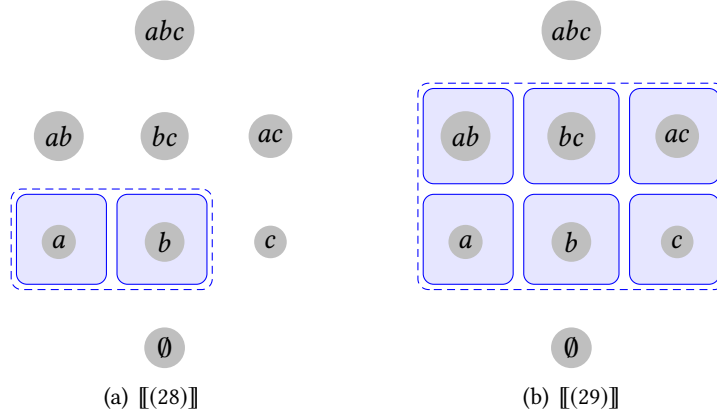 abc abc
ab bc ac ab bc ac
a b c a b c
∅ ∅
(a) ⟦(28)⟧ (b) ⟦(29)⟧